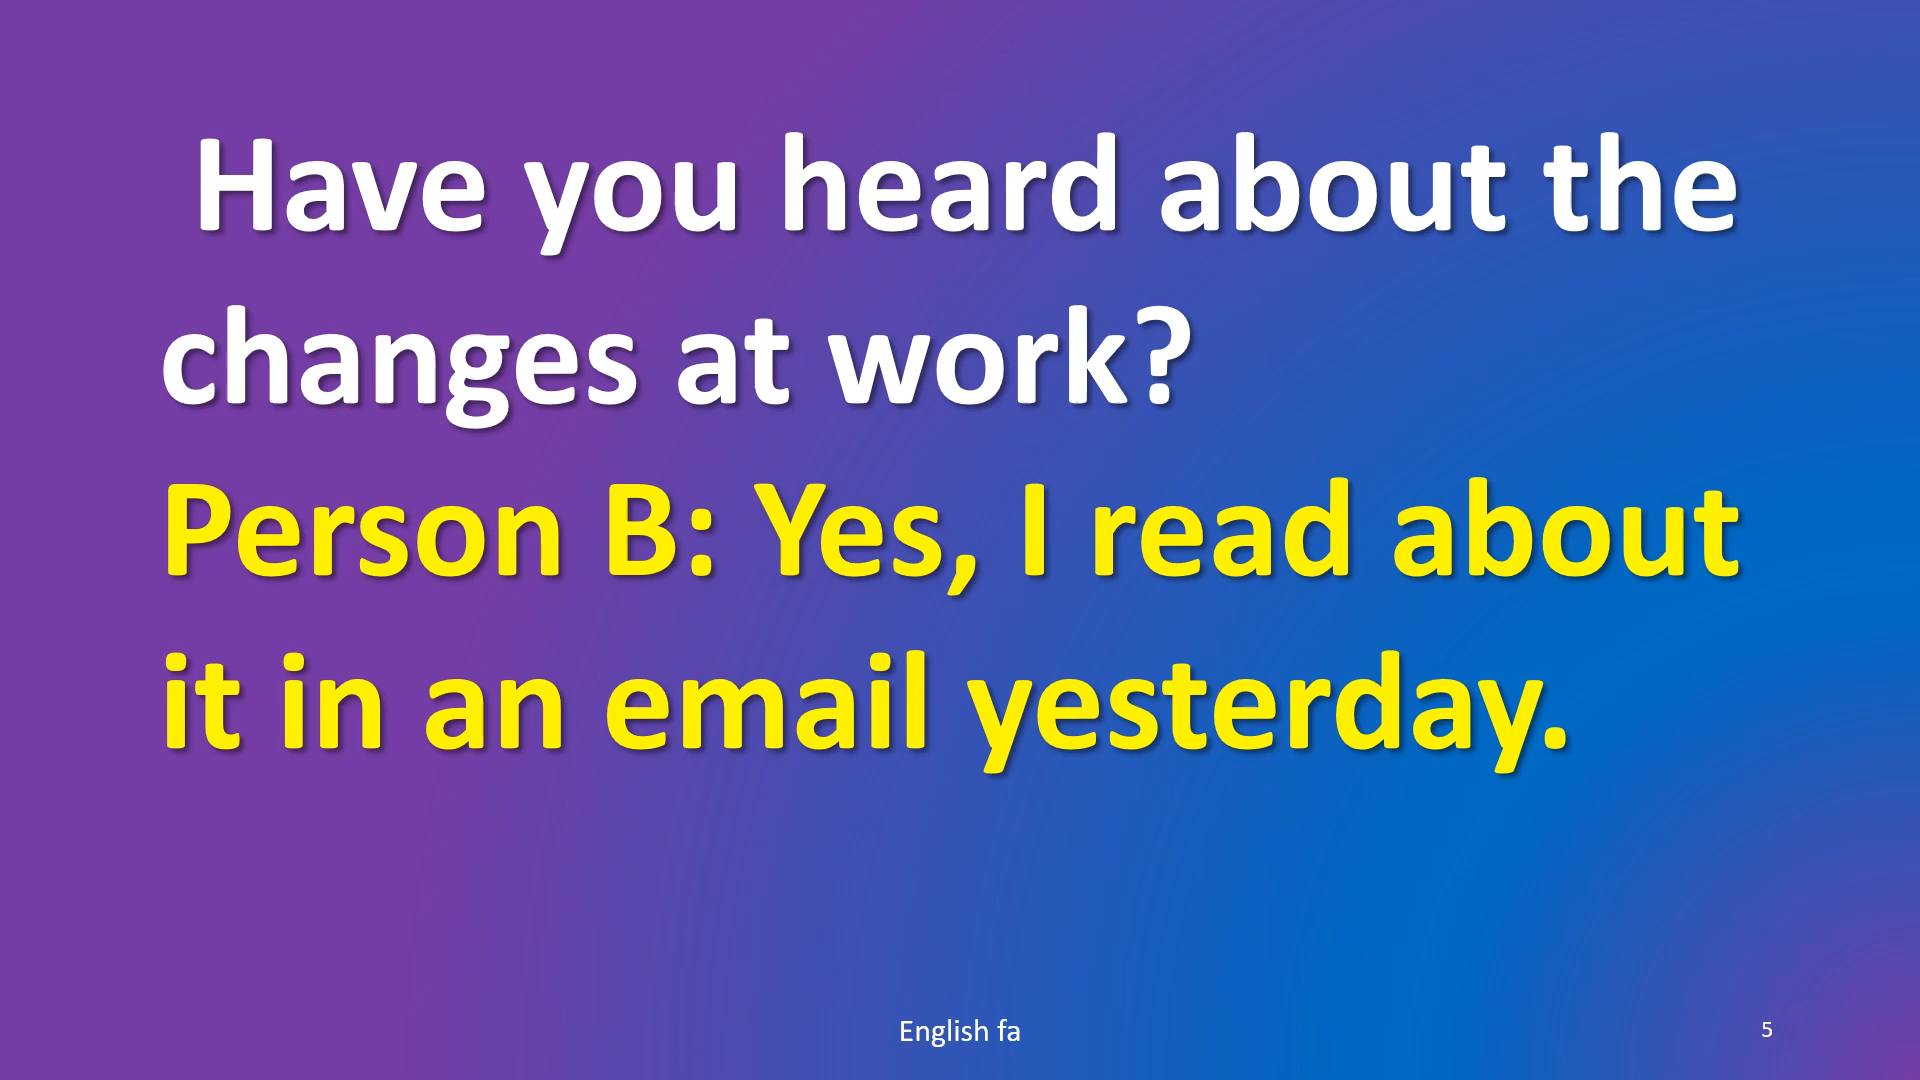 Have you heard about the
changes at work?
Person B: Yes, I read about
it in an email yesterday.
English fa
5